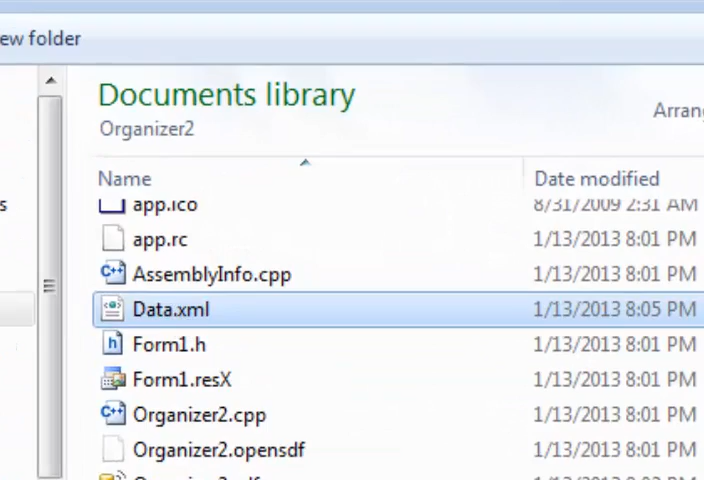 ew folder
Documents library
Organizer2
Arran
Name Date modified
s
app.ico 8/31/2009 2:31 AM
app.rc 1/13/2013 8:01 PM
AssemblyInfo.cpp 1/13/2013 8:01 PM
Data.xml 1/13/2013 8:05 PM
Form1.h 1/13/2013 8:01 PM
Form1.resX 1/13/2013 8:01 PM
Organizer2.cpp 1/13/2013 8:01 PM
Organizer2.opensdf 1/13/2013 8:01 PM